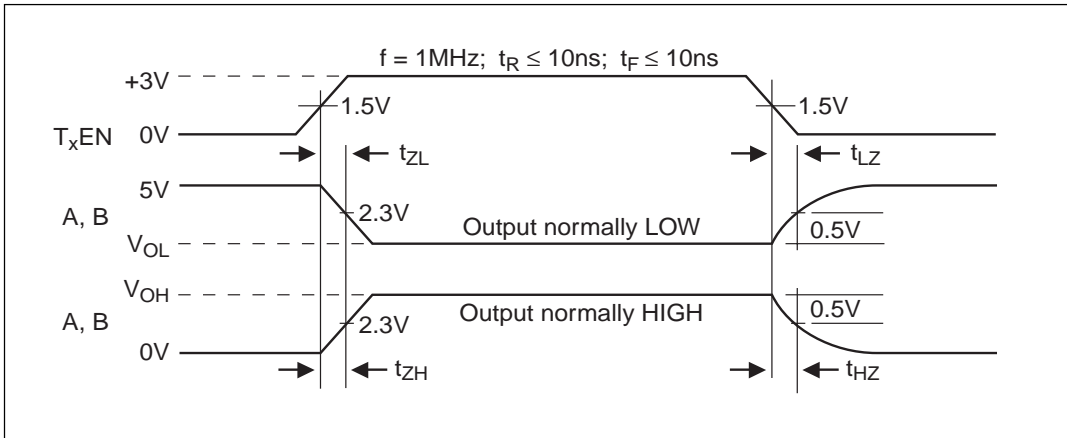 f = 1MHz; tR ≤ 10ns; tF ≤ 10ns
+3V
1.5V
1.5V
TxEN
0V
tZL
tLZ
5V
A, B
2.3V
Output normally LOW
0.5V
VOL
VOH
A, B
2.3V
Output normally HIGH
0.5V
0V
tZH
tHZ